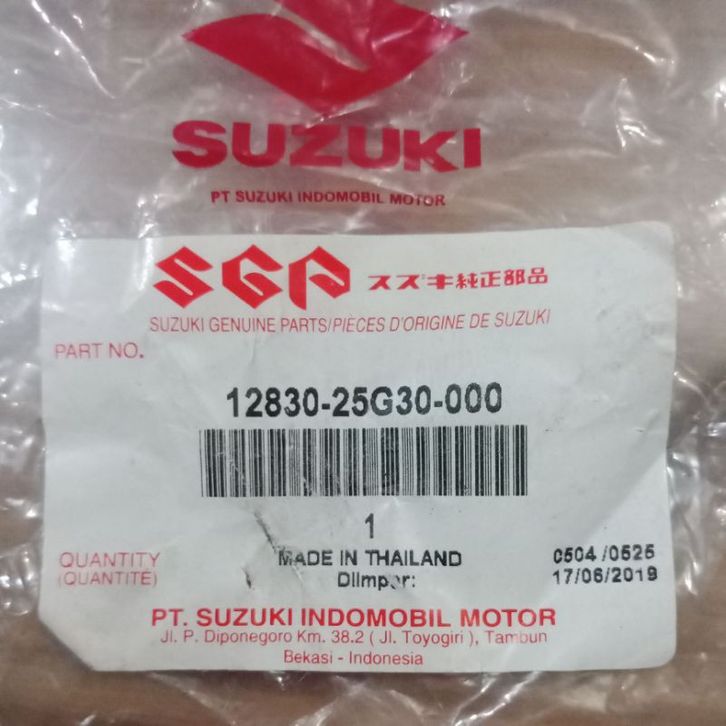 SUZUKI
PT SUZUKI INDOMOBIL MOTOR
SGP スズキ純正部品
SUZUKI GENUINE PARTS/PIÈCES D'ORIGINE DE SUZUKI
PART NO.
12830-25G30-000
1
QUANTITY MADE IN THAILAND 0504 /0525
(QUANTITÉ) DIimpor: 17/06/2019
PT. SUZUKI INDOMOBIL MOTOR
Jl. P. Diponegoro Km. 38.2 ( Jl. Toyogiri ), Tambun
Bekasi - Indonesia